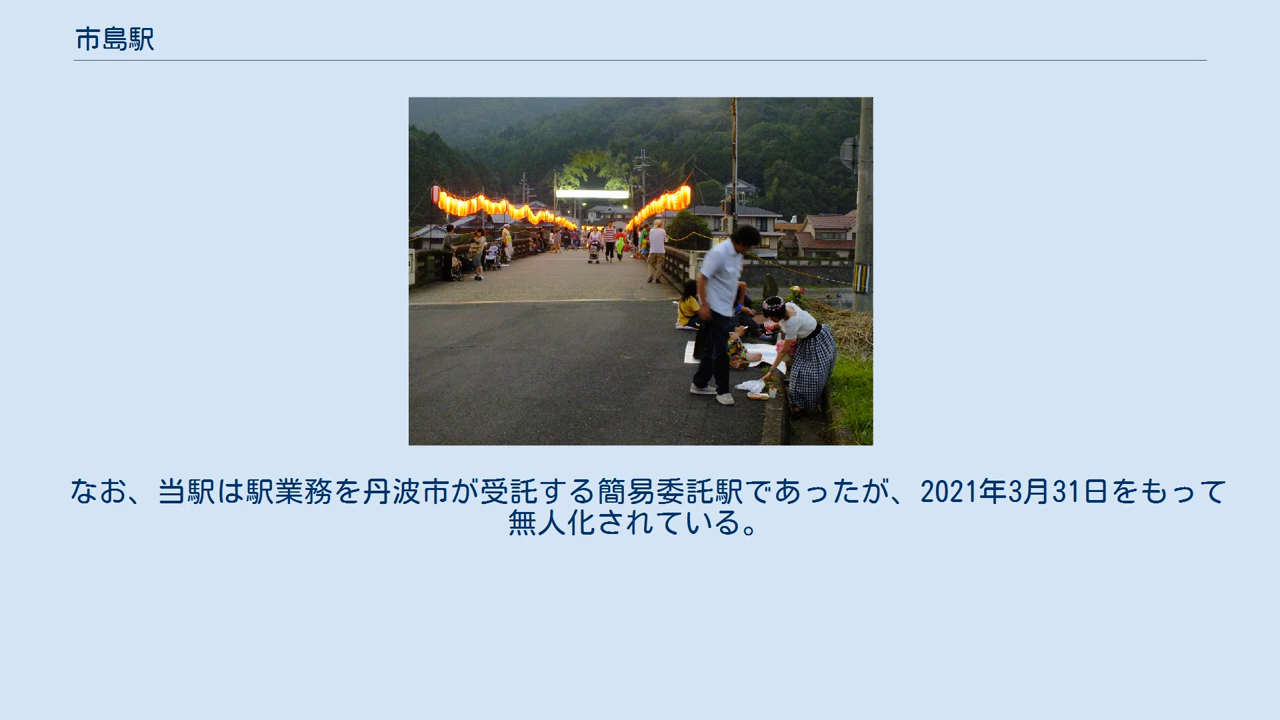 市島駅
なお、当駅は駅業務を丹波市が受託する簡易委託駅であったが、2021年3月31日をもって
無人化されている。